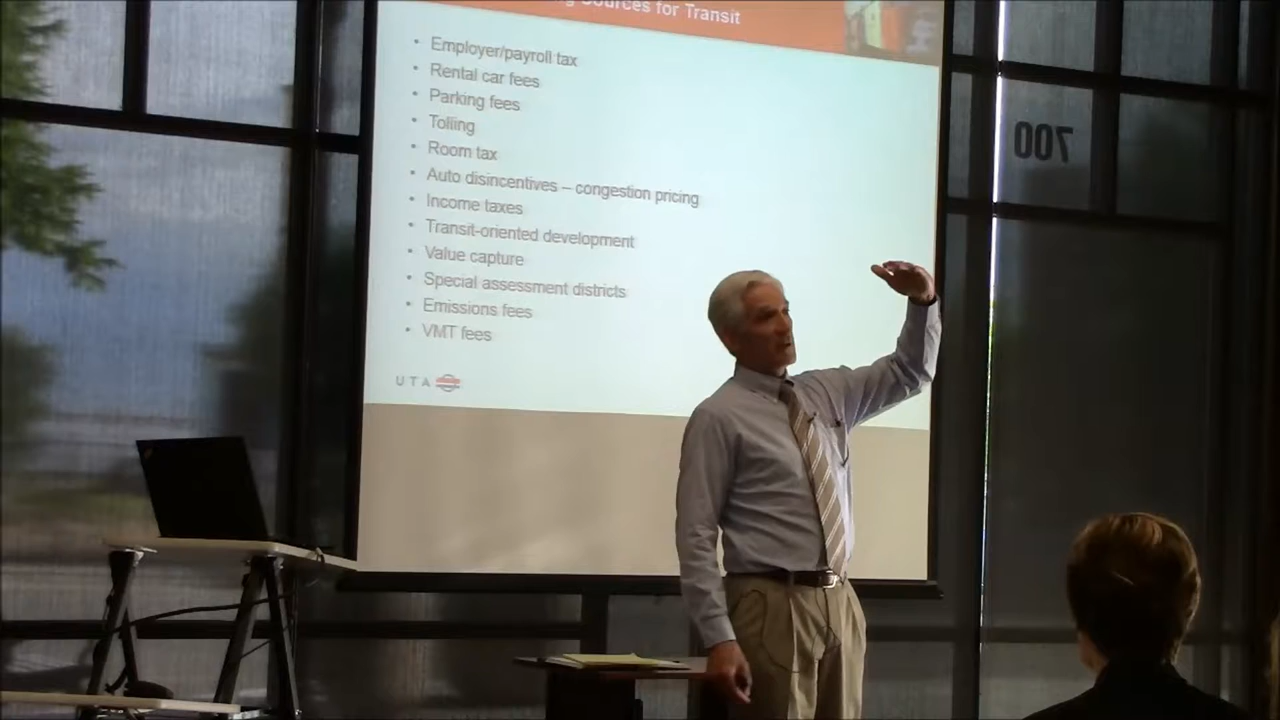 Sources for Transit
• Employer/payroll tax
• Rental car fees
• Parking fees
• Tolling
• Room tax
• Auto disincentives – congestion pricing
• Income taxes
• Transit-oriented development
• Value capture
• Special assessment districts
• Emissions fees
• VMT fees
UTA
700